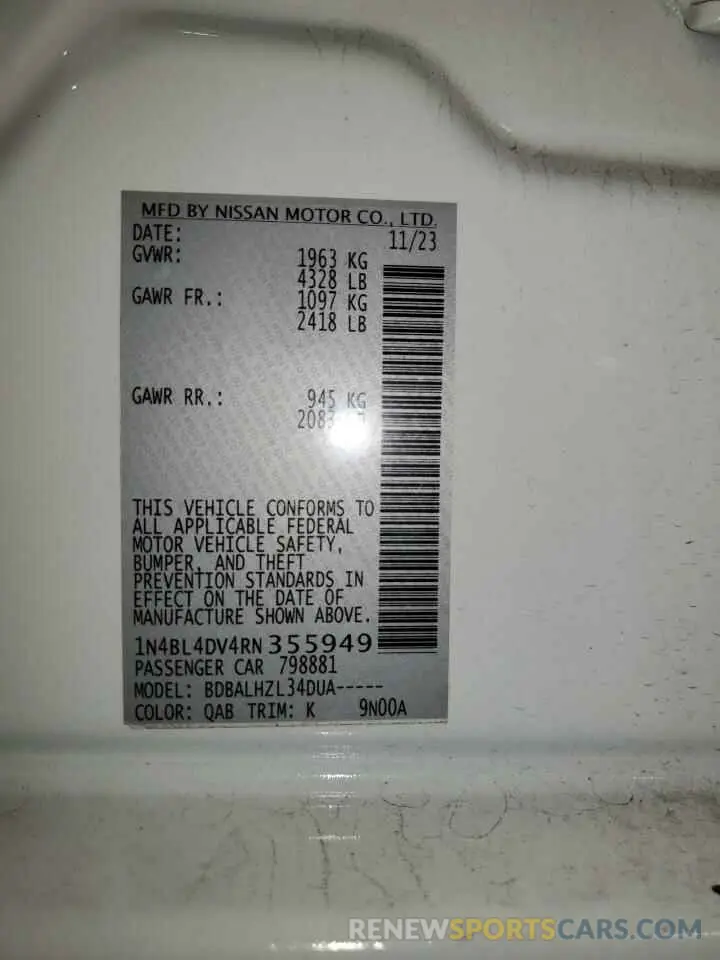 MFD BY NISSAN MOTOR CO., LTD.
DATE: 11/23
GVWR: 1963 KG
4328 LB
GAWR FR.: 1097 KG
2418 LB
GAWR RR.: 945 KG
THIS VEHICLE CONFORMS TO
ALL APPLICABLE FEDERAL
MOTOR VEHICLE SAFETY,
BUMPER, AND THEFT
PREVENTION STANDARDS IN
EFFECT ON THE DATE OF
MANUFACTURE SHOWN ABOVE.
1N4BL4DV4RN355949
PASSENGER CAR 798881
MODEL: BDBALHZL34DUA-----
COLOR: QAB TRIM: K 9N00A
RENEWSPORTSCARS.COM